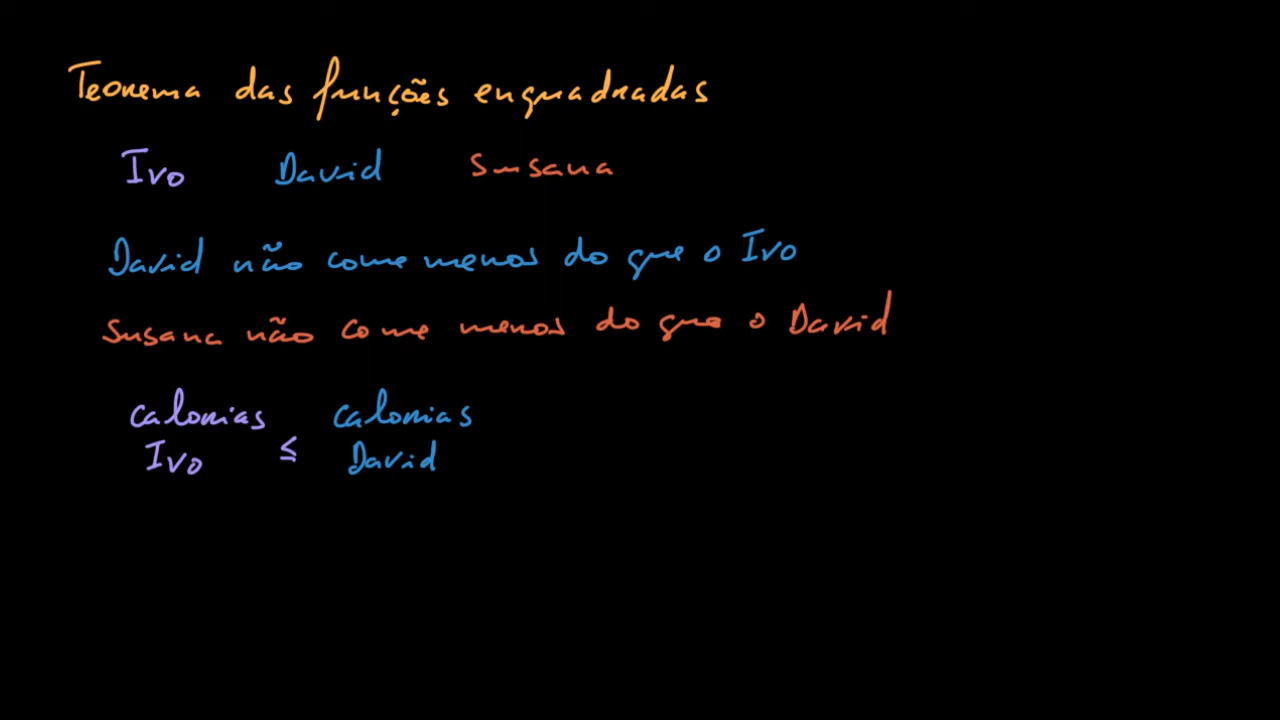 Teorema das funções enquadradas
Ivo David Susana
David não come menos do que o Ivo
Susana não come menos do que o David
calorias calorias
Ivo ≤ David